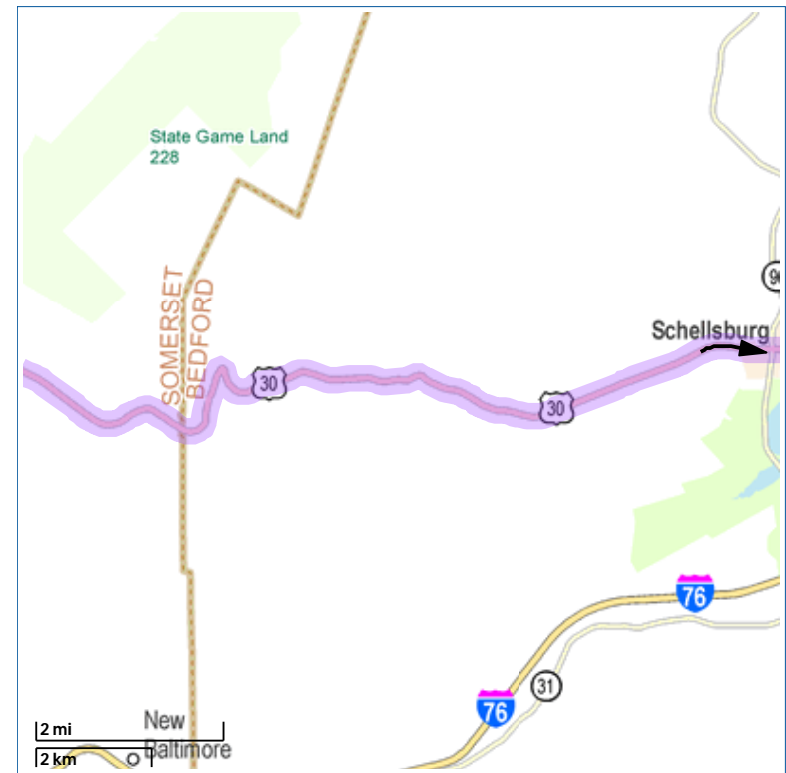 State Game Land
228
SOMERSET
BEDFORD
Schellsburg
30
30
76
31
76
New
Baltimore
2 mi
2 km